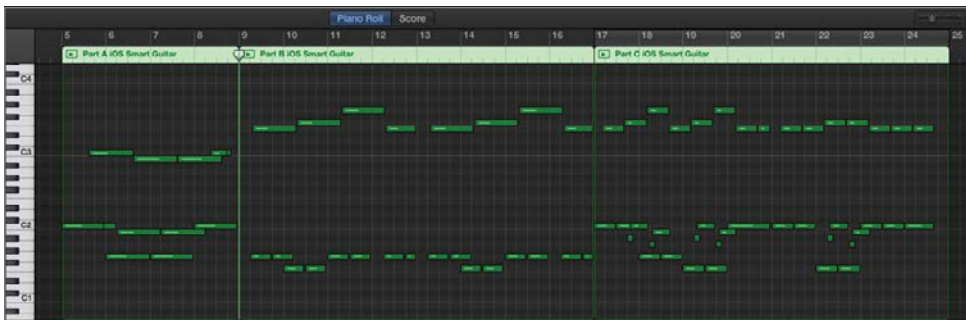 Piano Roll Score
5 6 7 8 9 10 11 12 13 14 15 16 17 18 19 20 21 22 23 24 25
Part A iOS Smart Guitar Part B iOS Smart Guitar Part C iOS Smart Guitar
C4
C3
C2
C1